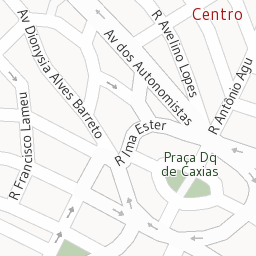 Centro
Av Dionysia Alves Barreto
Av dos Autonomistas
R Avelino Lopes
R Antônio Agu
R Francisco Lameu
R Ima Ester
Praça Dq
de Caxias